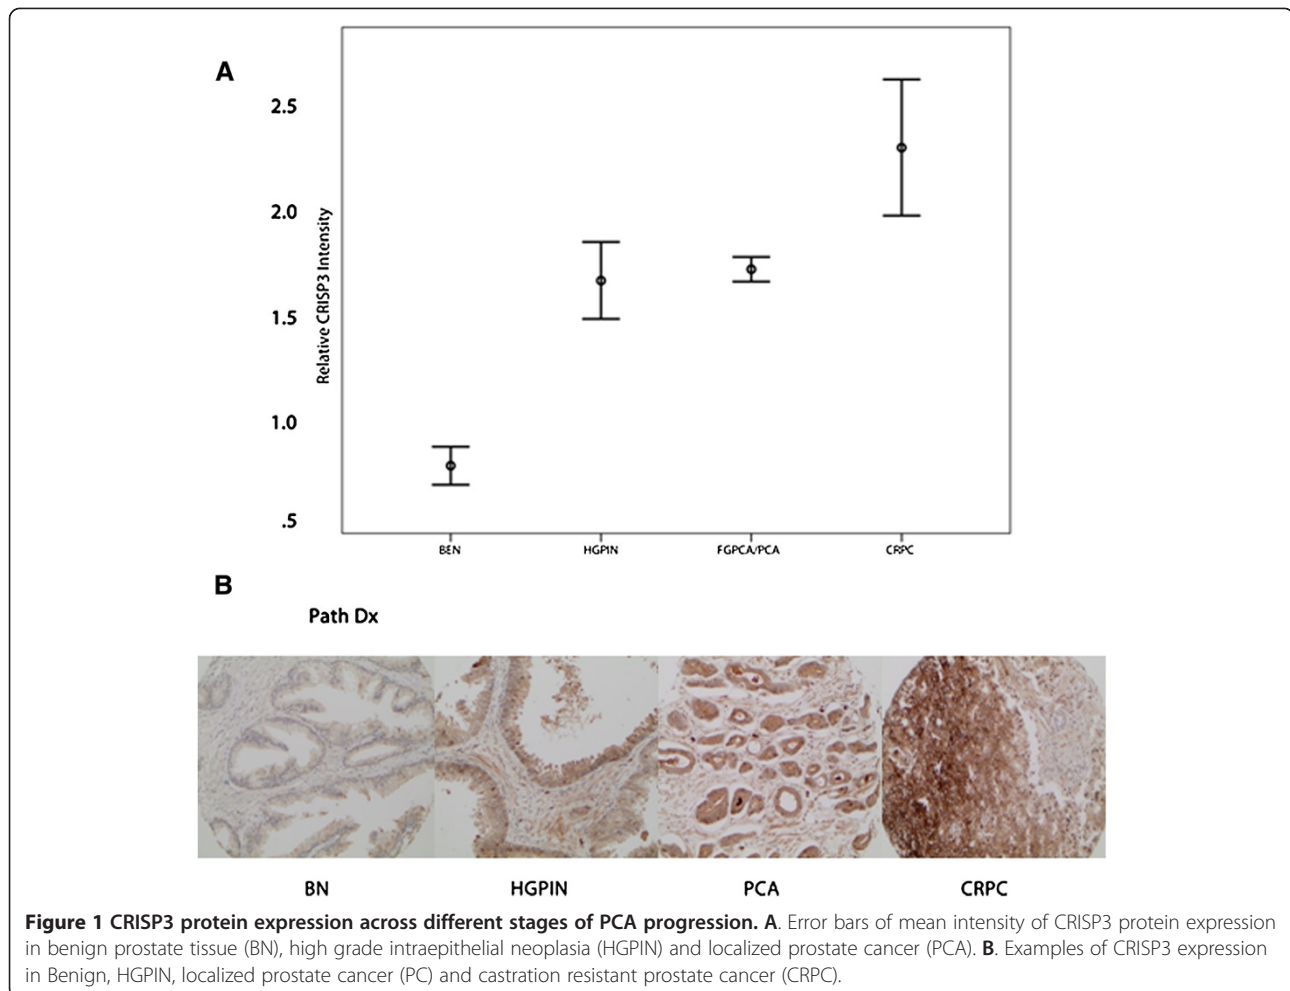 A
2.5
2.0
1.5
1.0
.5
Relative CRISP3 Intensity
BEN HGPIN FGPCA/PCA CRPC
B
Path Dx
BN HGPIN PCA CRPC
Figure 1 CRISP3 protein expression across different stages of PCA progression. A. Error bars of mean intensity of CRISP3 protein expression
in benign prostate tissue (BN), high grade intraepithelial neoplasia (HGPIN) and localized prostate cancer (PCA). B. Examples of CRISP3 expression
in Benign, HGPIN, localized prostate cancer (PC) and castration resistant prostate cancer (CRPC).